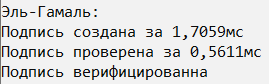 Эль-Гамаль:
Подпись создана за 1,7059мс
Подпись проверена за 0,5611мс
Подпись верифицированна